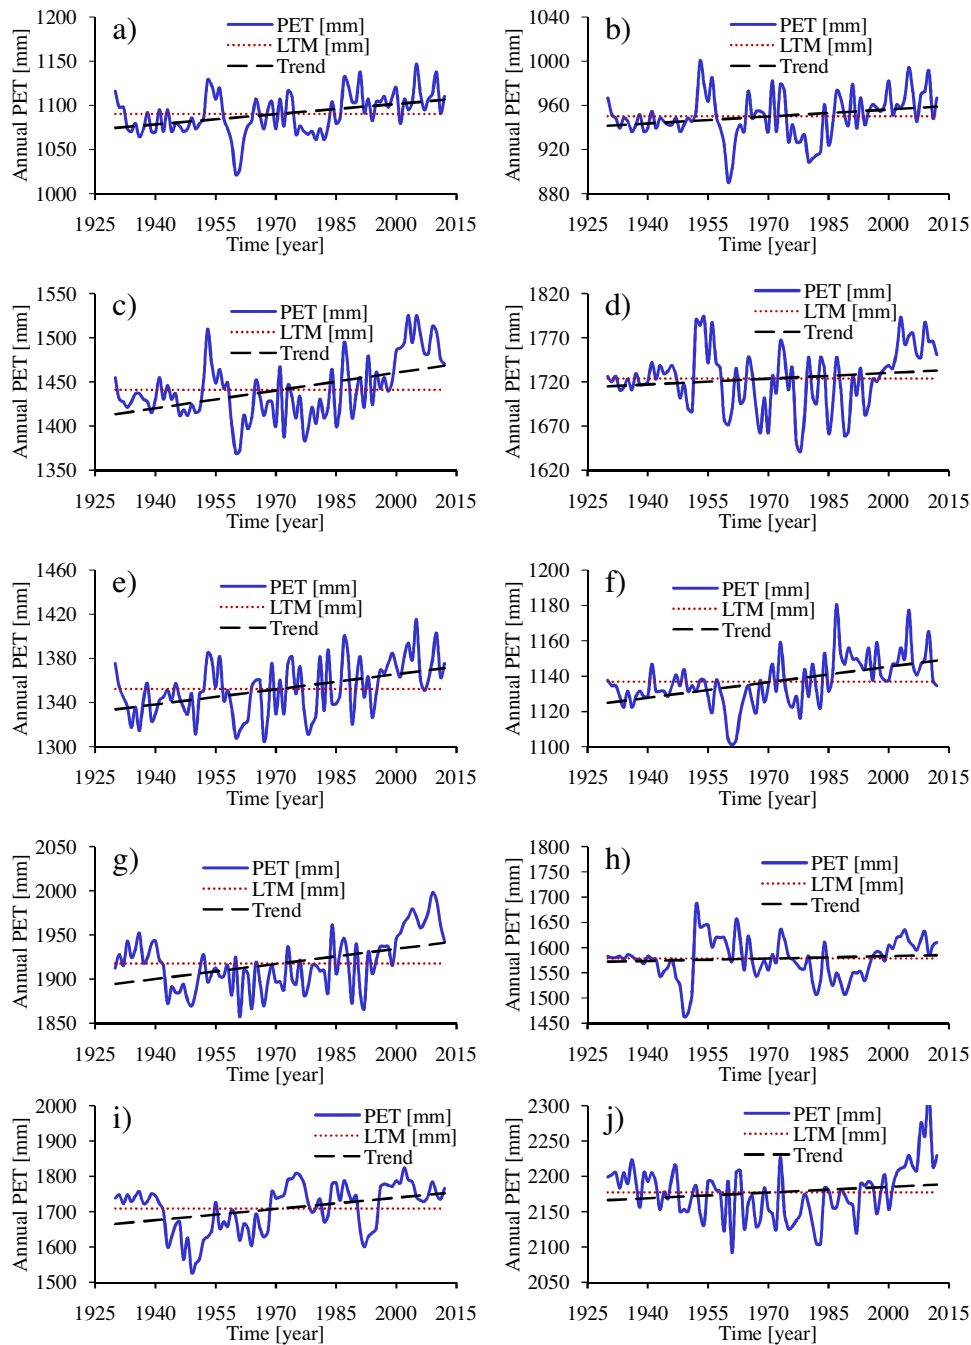 a)
PET [mm]
LTM [mm]
Trend
Annual PET [mm]
1200
1150
1100
1050
1000
1925 1940 1955 1970 1985 2000 2015
Time [year]
b)
PET [mm]
LTM [mm]
Trend
Annual PET [mm]
1040
1000
960
920
880
1925 1940 1955 1970 1985 2000 2015
Time [year]
c)
PET [mm]
LTM [mm]
Trend
Annual PET [mm]
1550
1500
1450
1400
1350
1925 1940 1955 1970 1985 2000 2015
Time [year]
d)
PET [mm]
LTM [mm]
Trend
Annual PET [mm]
1820
1770
1720
1670
1620
1925 1940 1955 1970 1985 2000 2015
Time [year]
e)
PET [mm]
LTM [mm]
Trend
Annual PET [mm]
1460
1420
1380
1340
1300
1925 1940 1955 1970 1985 2000 2015
Time [year]
f)
PET [mm]
LTM [mm]
Trend
Annual PET [mm]
1200
1180
1160
1140
1120
1100
1925 1940 1955 1970 1985 2000 2015
Time [year]
g)
PET [mm]
LTM [mm]
Trend
Annual PET [mm]
2050
2000
1950
1900
1850
1925 1940 1955 1970 1985 2000 2015
Time [year]
h)
PET [mm]
LTM [mm]
Trend
Annual PET [mm]
1800
1750
1700
1650
1600
1550
1500
1450
1925 1940 1955 1970 1985 2000 2015
Time [year]
i)
PET [mm]
LTM [mm]
Trend
Annual PET [mm]
2000
1900
1800
1700
1600
1500
1925 1940 1955 1970 1985 2000 2015
Time [year]
j)
PET [mm]
LTM [mm]
Trend
Annual PET [mm]
2300
2250
2200
2150
2100
2050
1925 1940 1955 1970 1985 2000 2015
Time [year]